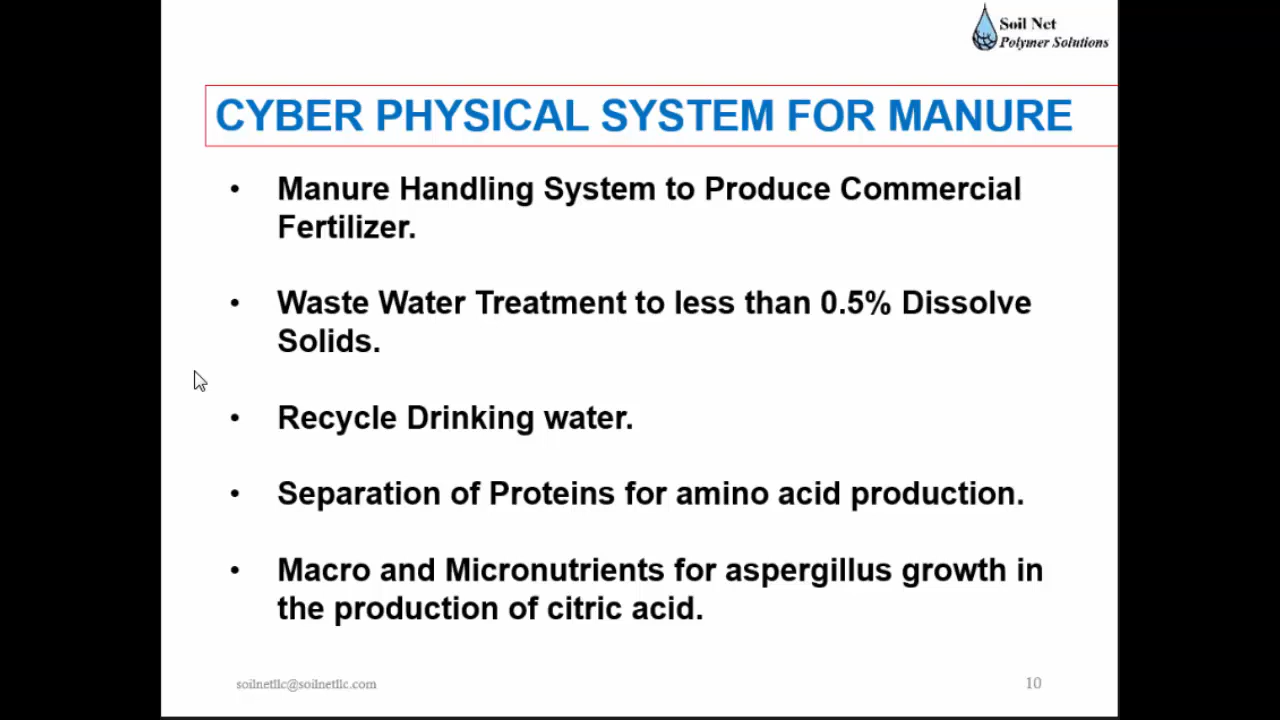 Soil Net
Polymer Solutions
CYBER PHYSICAL SYSTEM FOR MANURE
• Manure Handling System to Produce Commercial
Fertilizer.
• Waste Water Treatment to less than 0.5% Dissolve
Solids.
• Recycle Drinking water.
• Separation of Proteins for amino acid production.
• Macro and Micronutrients for aspergillus growth in
the production of citric acid.
soilnetllc@soilnetllc.com
10